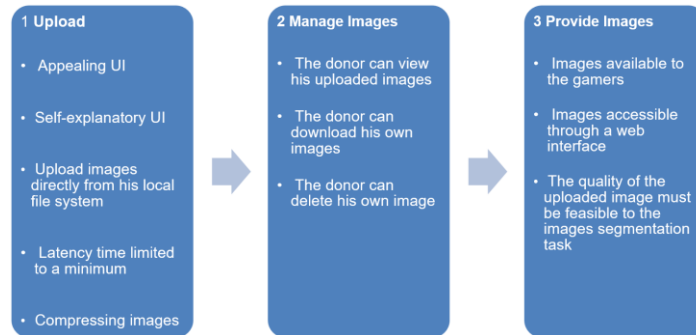 1 Upload
• Appealing UI
• Self-explanatory UI
• Upload images
directly from his local
file system
• Latency time limited
to a minimum
• Compressing images
2 Manage Images
• The donor can view
his uploaded images
• The donor can
download his own
images
• The donor can
delete his own image
3 Provide Images
• Images available to
the gamers
• Images accessible
through a web
interface
• The quality of the
uploaded image must
be feasible to the
images segmentation
task